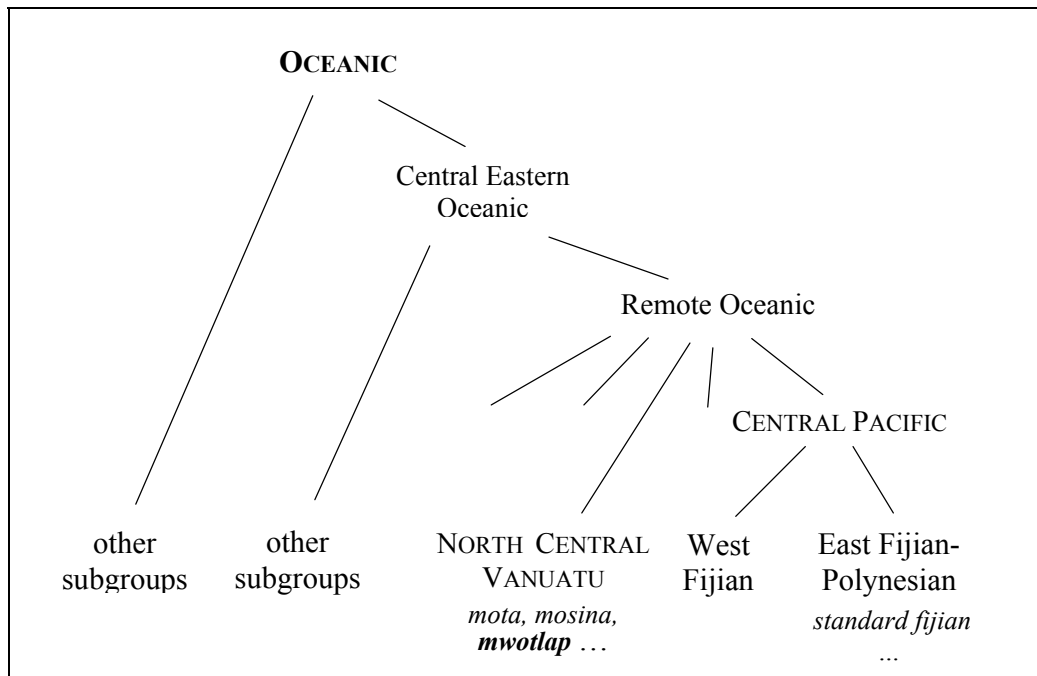 OCEANIC
Central Eastern
Oceanic
Remote Oceanic
CENTRAL PACIFIC
other
subgroups
other
subgroups
NORTH CENTRAL
VANUATU
mota, mosina,
mwotlap …
West
Fijian
East Fijian-
Polynesian
standard fijian
...